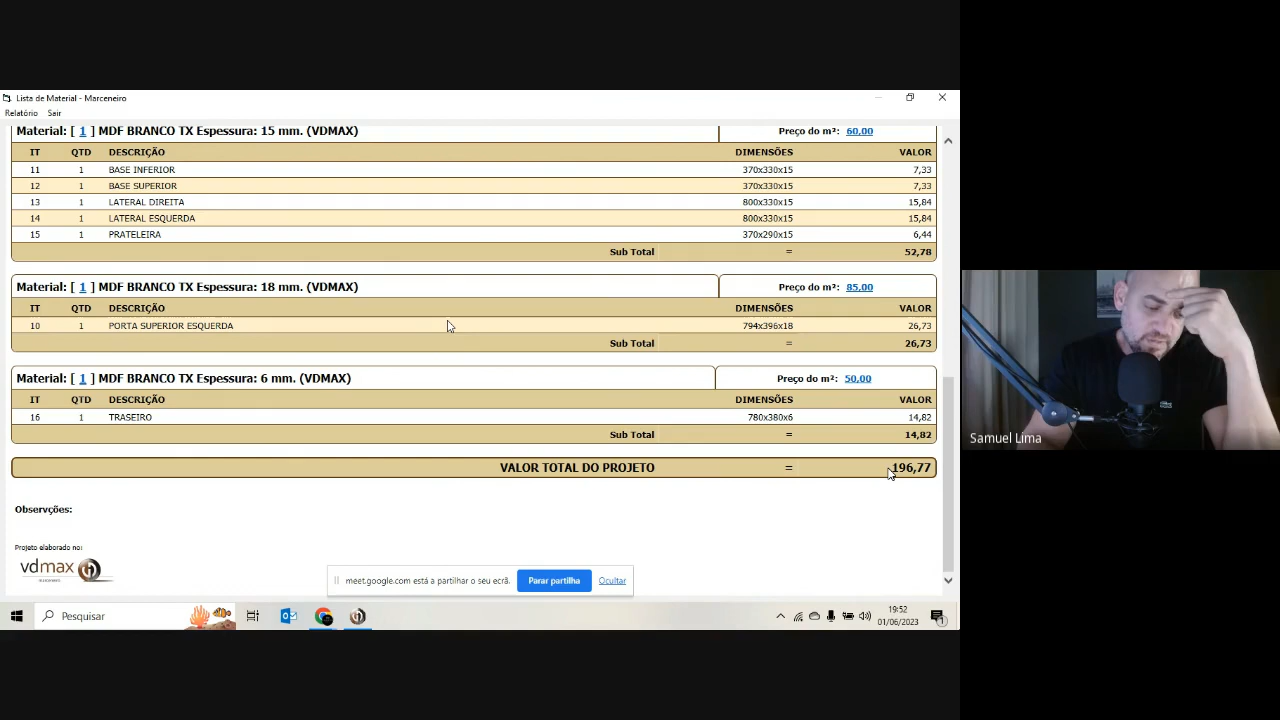 Lista de Material - Marceneiro
Relatório Sair
Material: [ 1 ] MDF BRANCO TX Espessura: 15 mm. (VDMAX) Preço do m²: 60,00
IT QTD DESCRIÇÃO DIMENSÕES VALOR
11 1 BASE INFERIOR 370x330x15 7,33
12 1 BASE SUPERIOR 370x330x15 7,33
13 1 LATERAL DIREITA 800x330x15 15,84
14 1 LATERAL ESQUERDA 800x330x15 15,84
15 1 PRATELEIRA 370x290x15 6,44
Sub Total = 52,78
Material: [ 1 ] MDF BRANCO TX Espessura: 18 mm. (VDMAX) Preço do m²: 85,00
IT QTD DESCRIÇÃO DIMENSÕES VALOR
10 1 PORTA SUPERIOR ESQUERDA 794x396x18 26,73
Sub Total = 26,73
Material: [ 1 ] MDF BRANCO TX Espessura: 6 mm. (VDMAX) Preço do m²: 50,00
IT QTD DESCRIÇÃO DIMENSÕES VALOR
16 1 TRASEIRO 780x380x6 14,82
Sub Total = 14,82
VALOR TOTAL DO PROJETO = 196,77
Observções:
Projeto elaborado no:
vdmax
meet.google.com está a partilhar o seu ecrã. Parar partilha Ocultar
Pesquisar
19:52
01/06/2023
1
Samuel Lima